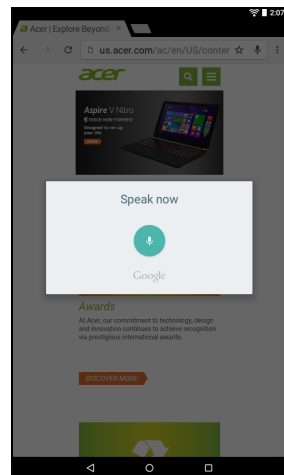 2:07
Acer | Explore Beyond
us.acer.com/ac/en/US/conter
acer
Aspire V Nitro
Designed to rev up
your life
Speak now
Google
Awards
At Acer, our commitment to technology, design
and innovation continues to achieve recognition
via prestigious international awards.
DISCOVER MORE